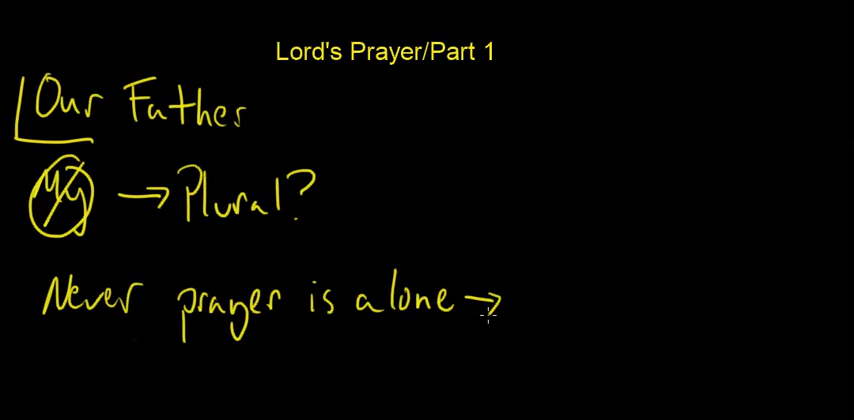 Lord's Prayer/Part 1
Our Father
My → Plural?
Never prayer is alone →